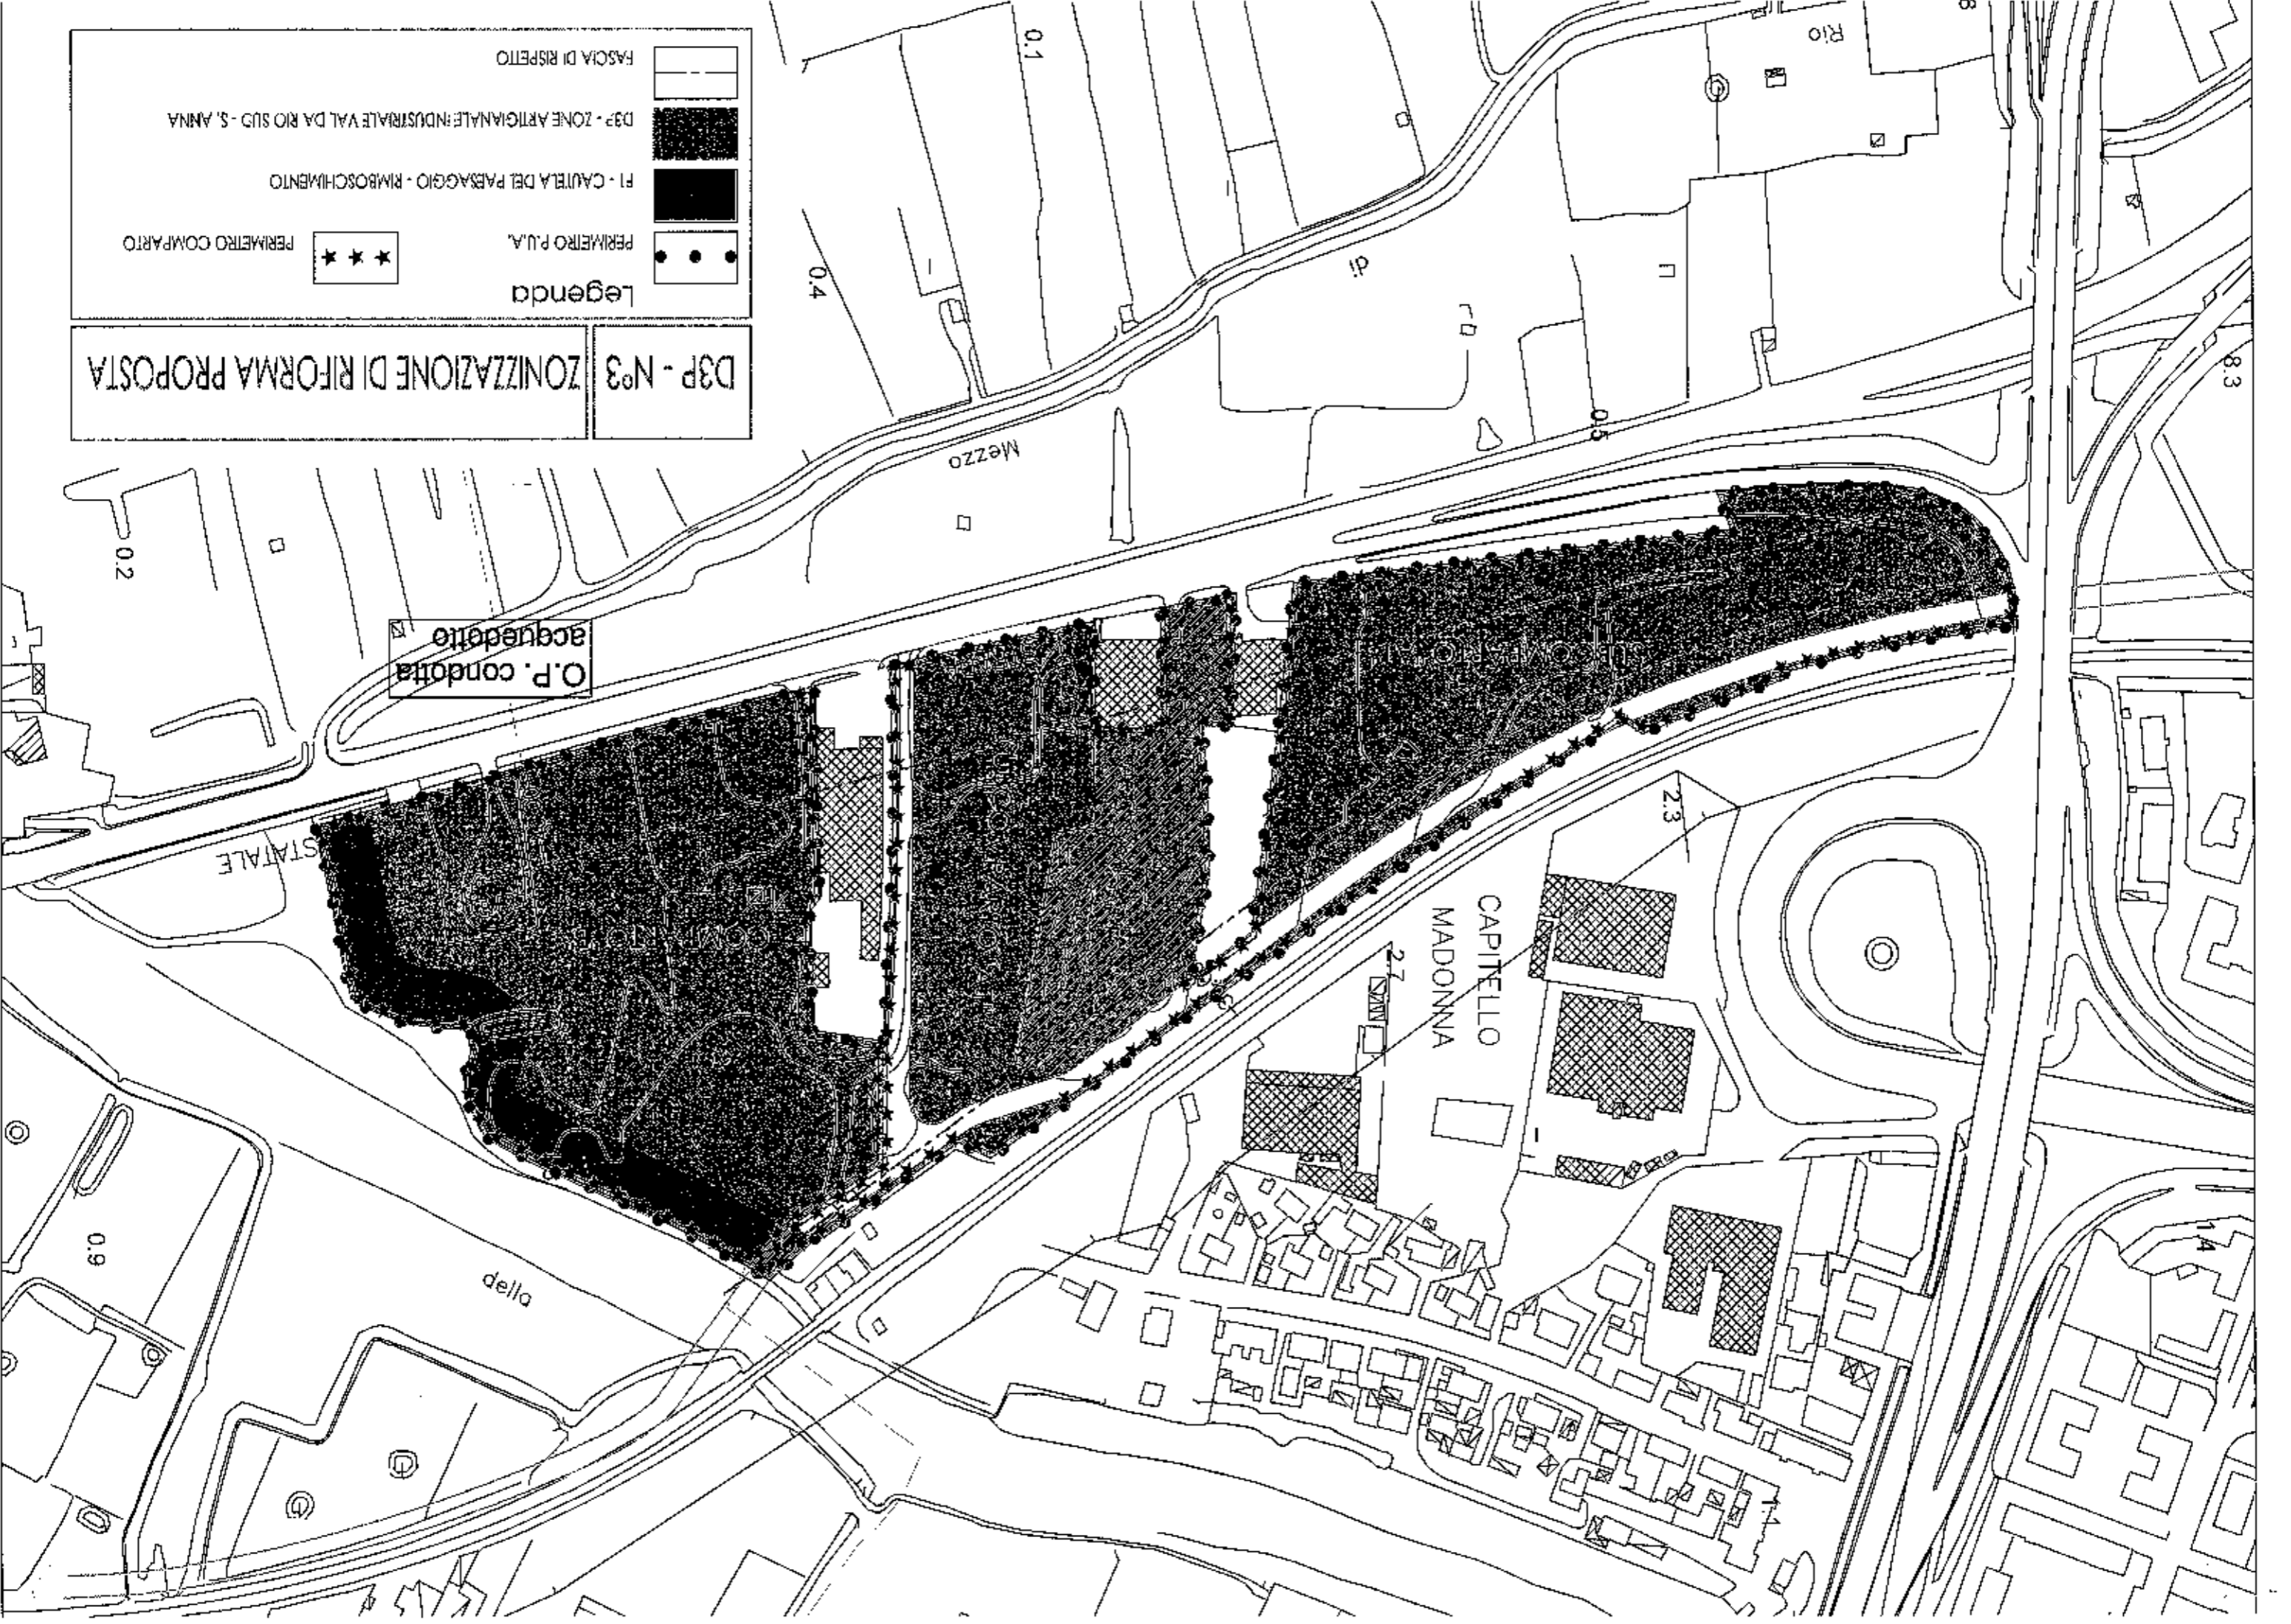 D3P - N°3
ZONIZZAZIONE DI RIFORMA PROPOSTA
Legenda
PERIMETRO P.U.A.
PERIMETRO COMPARTO
F1 - CAUTELA DEL PAESAGGIO - RIMBOSCHIMENTO
D3P - ZONE ARTIGIANALE INDUSTRIALE VAL DA RIO SUD - S. ANNA
FASCIA DI RISPETTO
O.P. condotta
acquedotto
Rio
di
Mezzo
STATALE
della
CAPITELLO
MADONNA
0.1
0.4
0.2
0.5
8.3
2.3
2.7
0.9
1.4